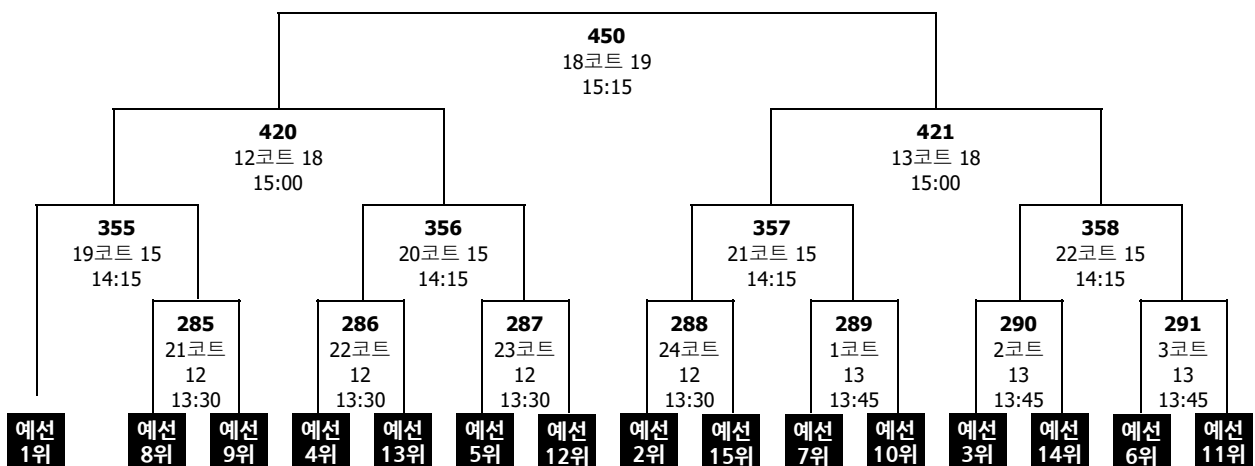 450
18코트 19
15:15
420
12코트 18
15:00
421
13코트 18
15:00
355
19코트 15
14:15
356
20코트 15
14:15
357
21코트 15
14:15
358
22코트 15
14:15
285
21코트
12
13:30
286
22코트
12
13:30
287
23코트
12
13:30
288
24코트
12
13:30
289
1코트
13
13:45
290
2코트
13
13:45
291
3코트
13
13:45
예선
1위
예선
8위
예선
9위
예선
4위
예선
13위
예선
5위
예선
12위
예선
2위
예선
15위
예선
7위
예선
10위
예선
3위
예선
14위
예선
6위
예선
11위